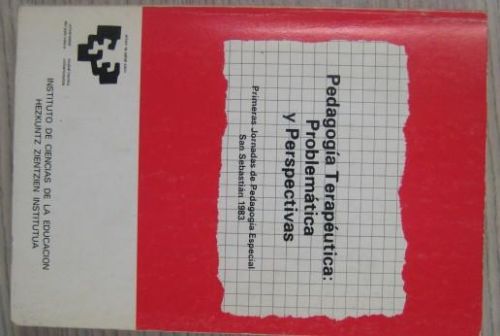 Pedagogía Terapéutica:
Problemática
y Perspectivas
Primeras Jornadas de Pedagogía Especial
San Sebastián 1983
INSTITUTO DE CIENCIAS DE LA EDUCACION
HEZKUNTZ ZIENTZIEN INSTITUTUA